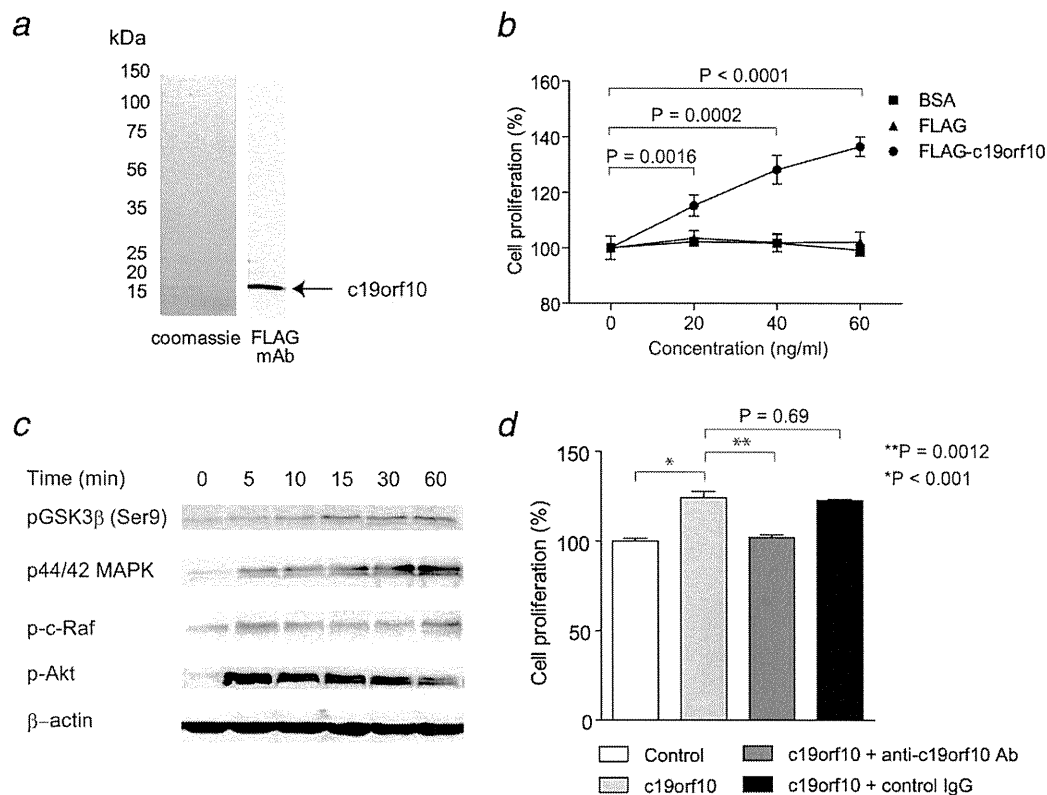 a
kDa
150
100
75
56
35
25
20
15
c19orf10
coomassie FLAG
mAb
b
160
140
120
100
80
Cell proliferation (%)
P < 0.0001
P = 0.0002
P = 0.0016
BSA
FLAG
FLAG-c19orf10
0 20 40 60
Concentration (ng/ml)
c
Time (min) 0 5 10 15 30 60
pGSK3β (Ser9)
p44/42 MAPK
p-c-Raf
p-Akt
β–actin
d
150
100
50
0
Cell proliferation (%)
P = 0.69
*
**
**P = 0.0012
*P < 0.001
Control
c19orf10
c19orf10 + anti-c19orf10 Ab
c19orf10 + control IgG